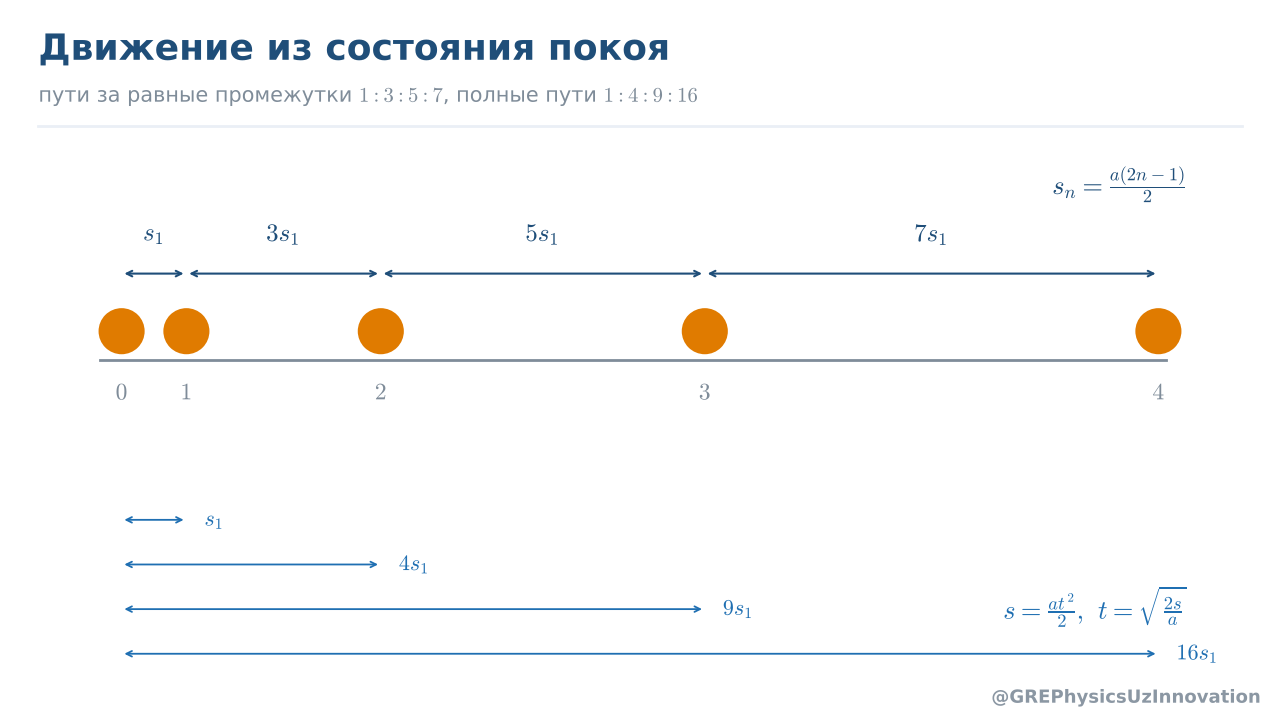 Движение из состояния покоя
пути за равные промежутки 1 : 3 : 5 : 7, полные пути 1 : 4 : 9 : 16
sₙ = a(2n − 1)/2
s₁ 3s₁ 5s₁ 7s₁
0 1 2 3 4
s₁
4s₁
9s₁
s = at²/2, t = √(2s/a)
16s₁
@GREPhysicsUzInnovation